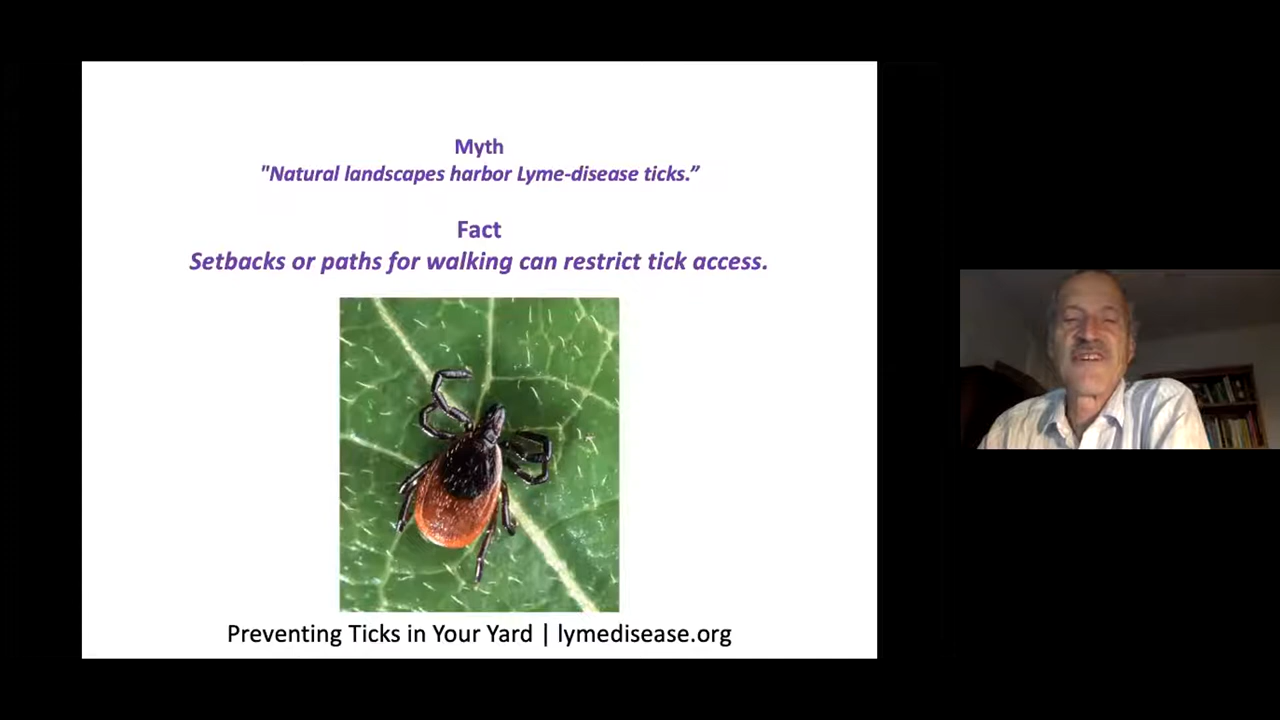 Myth
"Natural landscapes harbor Lyme-disease ticks.”
Fact
Setbacks or paths for walking can restrict tick access.
Preventing Ticks in Your Yard | lymedisease.org